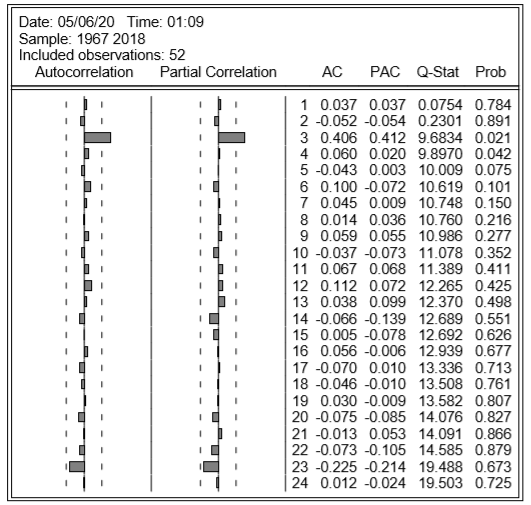 Date: 05/06/20 Time: 01:09
Sample: 1967 2018
Included observations: 52
Autocorrelation Partial Correlation AC PAC Q-Stat Prob
1 0.037 0.037 0.0754 0.784
2 -0.052 -0.054 0.2301 0.891
3 0.406 0.412 9.6834 0.021
4 0.060 0.020 9.8970 0.042
5 -0.043 0.003 10.009 0.075
6 0.100 -0.072 10.619 0.101
7 0.045 0.009 10.748 0.150
8 0.014 0.036 10.760 0.216
9 0.059 0.055 10.986 0.277
10 -0.037 -0.073 11.078 0.352
11 0.067 0.068 11.389 0.411
12 0.112 0.072 12.265 0.425
13 0.038 0.099 12.370 0.498
14 -0.066 -0.139 12.689 0.551
15 0.005 -0.078 12.692 0.626
16 0.056 -0.006 12.939 0.677
17 -0.070 0.010 13.336 0.713
18 -0.046 -0.010 13.508 0.761
19 0.030 -0.009 13.582 0.807
20 -0.075 -0.085 14.076 0.827
21 -0.013 0.053 14.091 0.866
22 -0.073 -0.105 14.585 0.879
23 -0.225 -0.214 19.488 0.673
24 0.012 -0.024 19.503 0.725